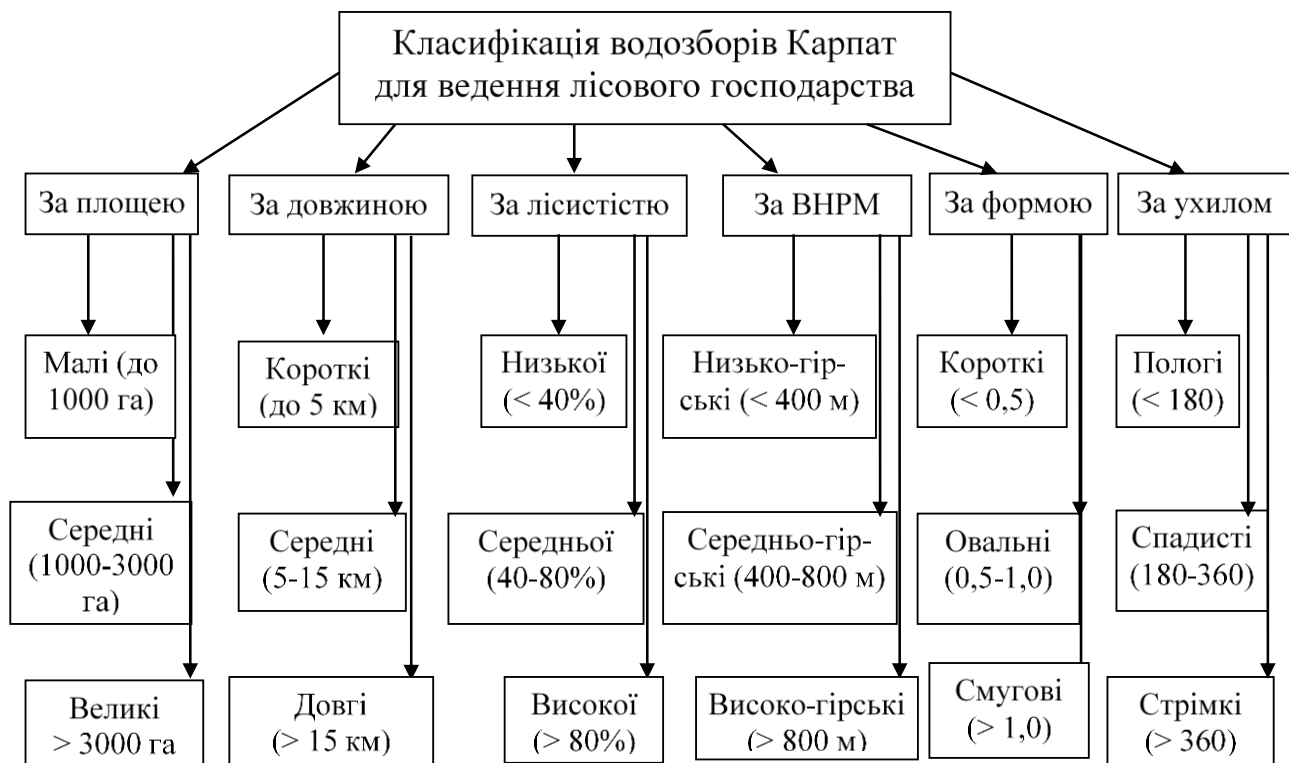 Класифікація водозборів Карпат
для ведення лісового господарства
За площею
За довжиною
За лісистістю
За ВНРМ
За формою
За ухилом
Малі (до
1000 га)
Короткі
(до 5 км)
Низької
(< 40%)
Низько-гір-
ські (< 400 м)
Короткі
(< 0,5)
Пологі
(< 180)
Середні
(1000-3000
га)
Середні
(5-15 км)
Середньої
(40-80%)
Середньо-гір-
ські (400-800 м)
Овальні
(0,5-1,0)
Спадисті
(180-360)
Великі
> 3000 га
Довгі
(> 15 км)
Високої
(> 80%)
Високо-гірські
(> 800 м)
Смугові
(> 1,0)
Стрімкі
(> 360)